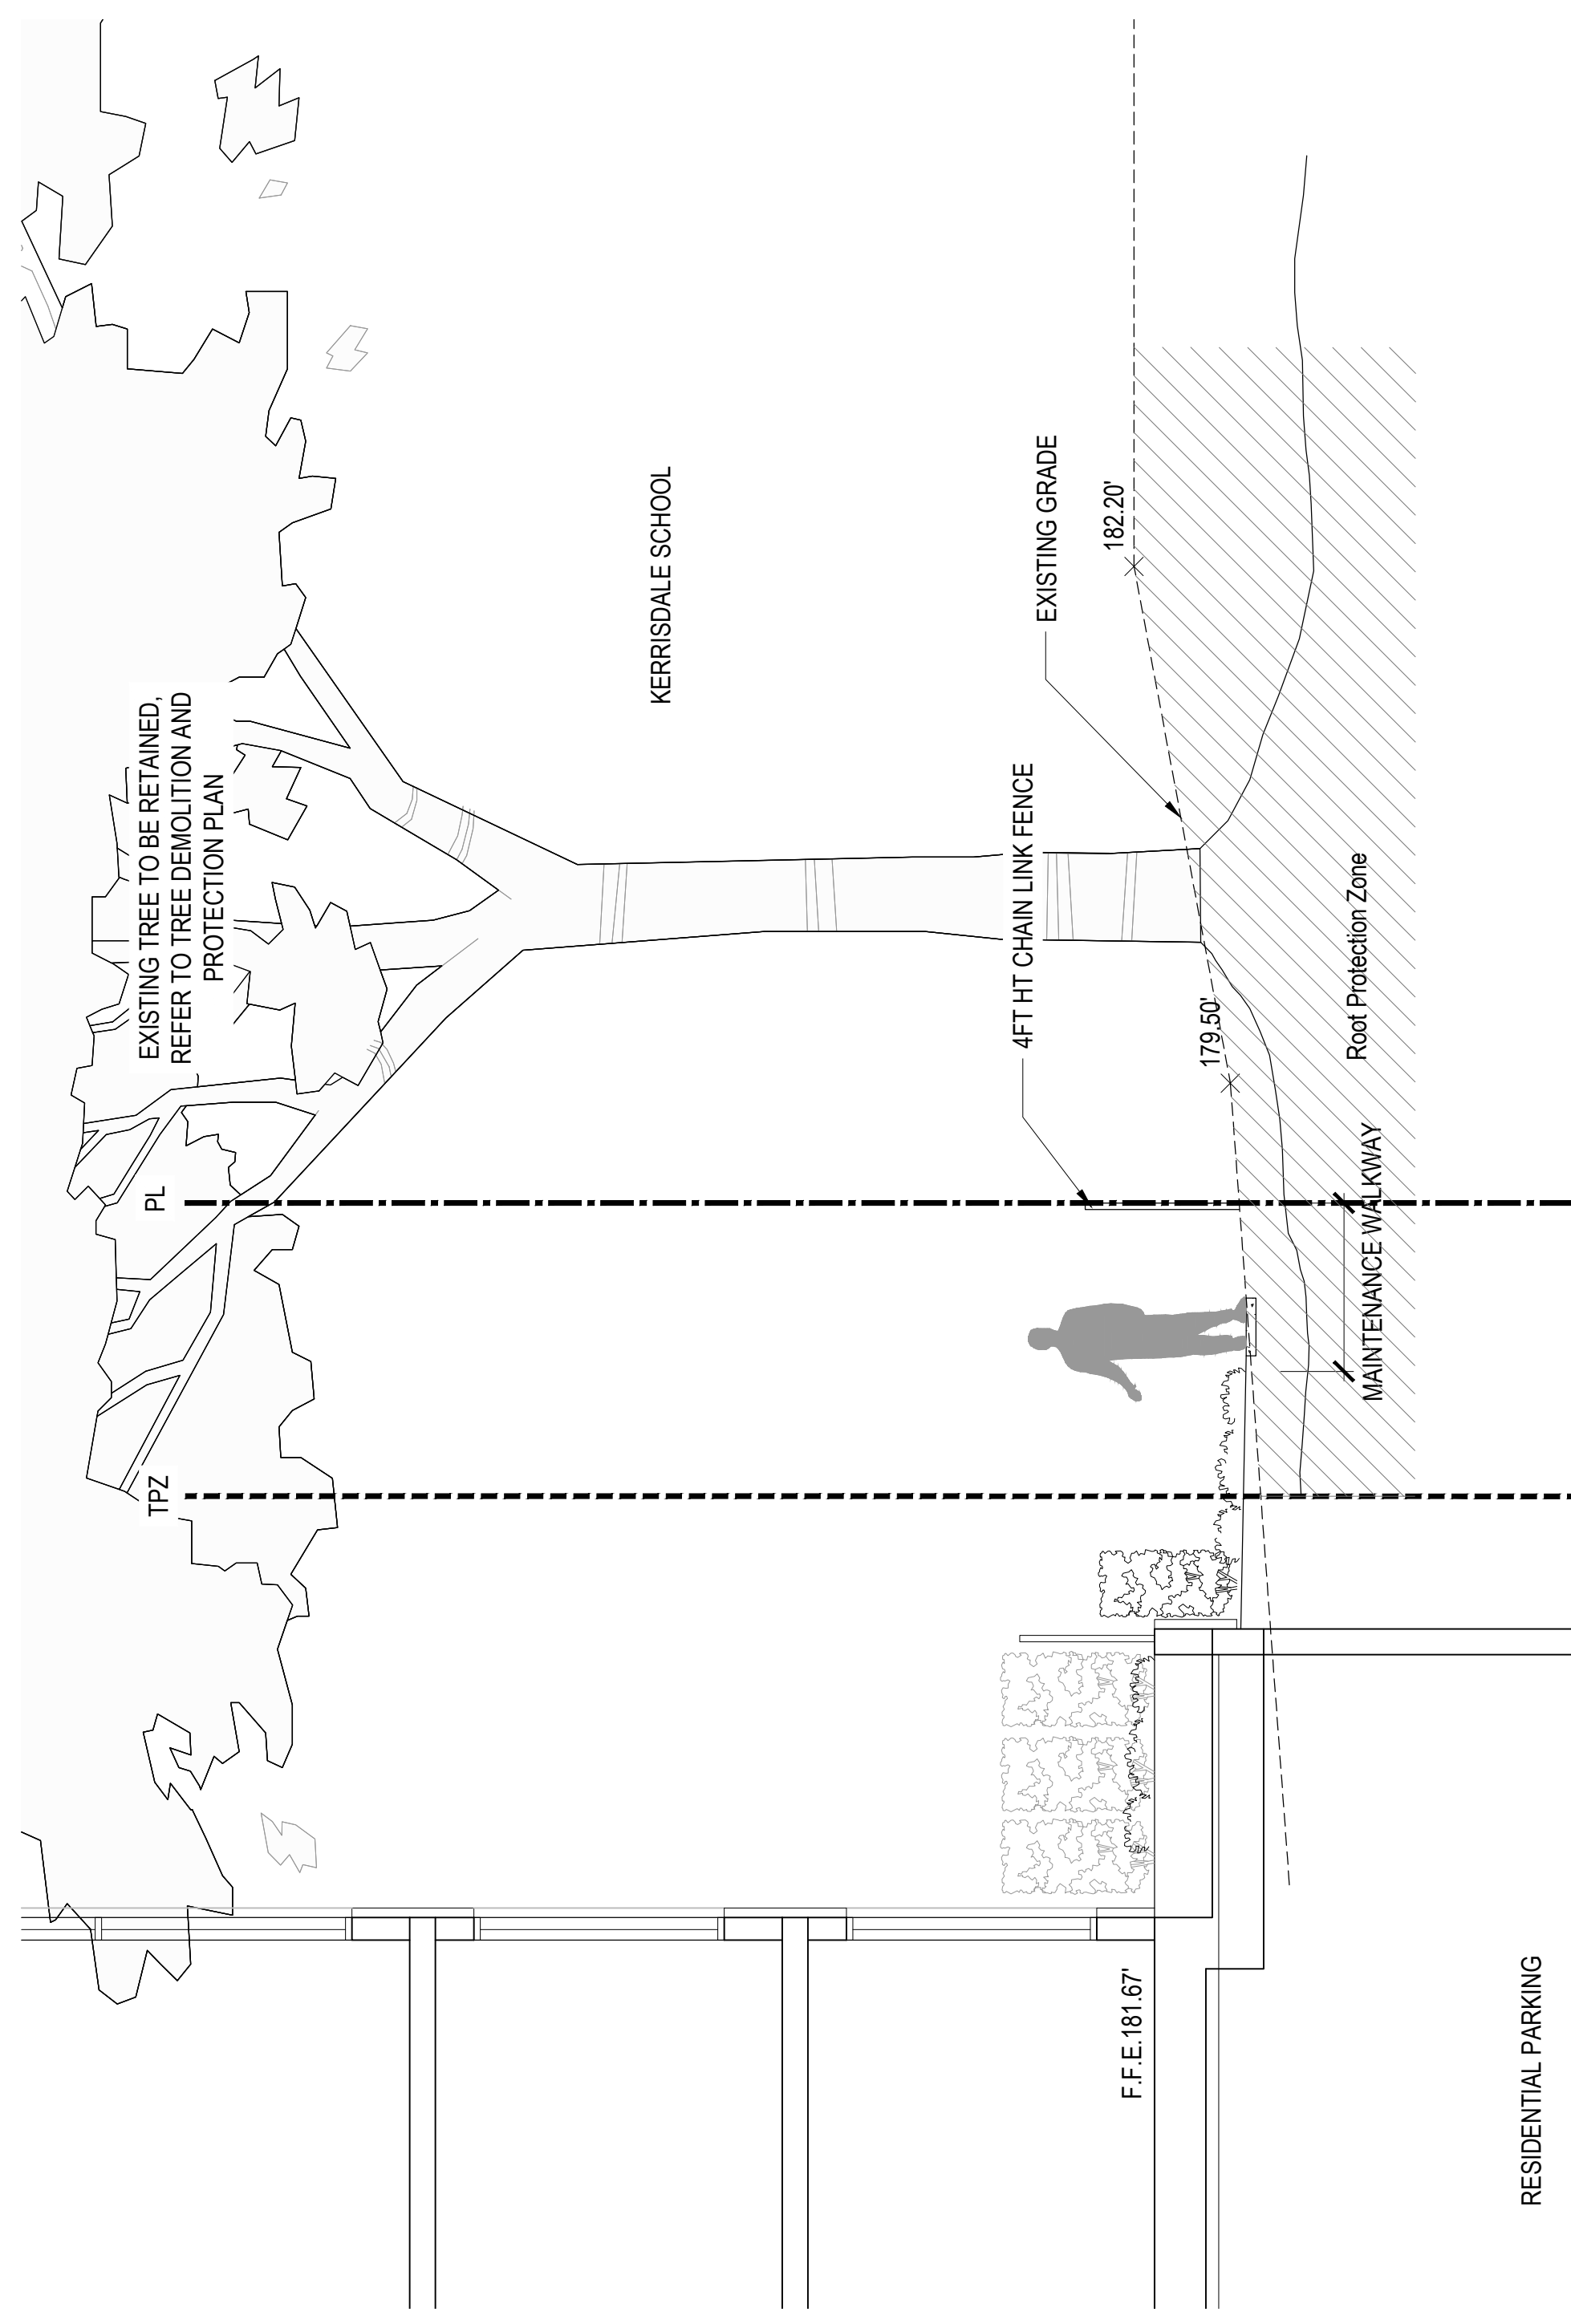 EXISTING TREE TO BE RETAINED,
REFER TO TREE DEMOLITION AND
PROTECTION PLAN
TPZ
PL
KERRISDALE SCHOOL
4FT HT CHAIN LINK FENCE
EXISTING GRADE
182.20'
179.50'
F.F.E.181.67'
Root Protection Zone
MAINTENANCE WALKWAY
RESIDENTIAL PARKING